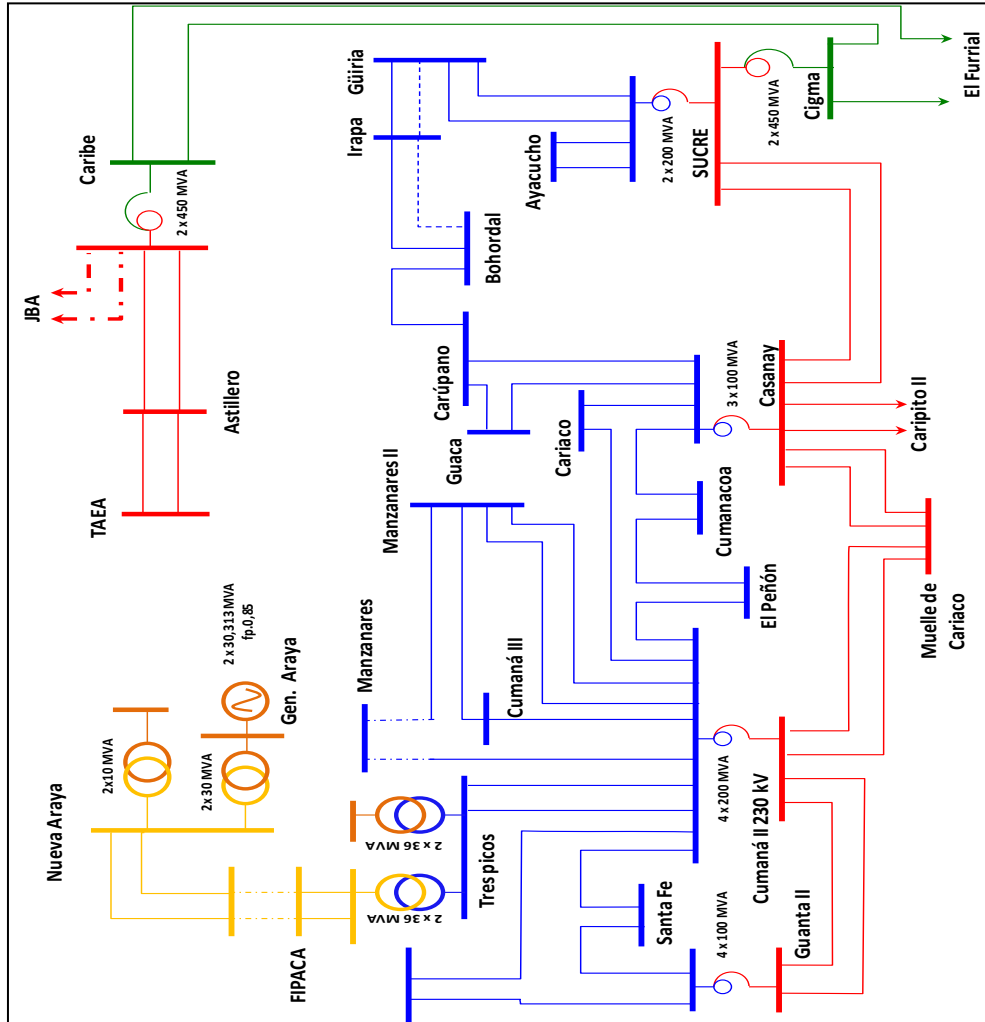 Nueva Araya
2x10 MVA
2x 30 MVA
2 x 30,313 MVA
fp.0,85
Gen. Araya
FIPACA
2 x 36 MVA
2 x 36 MVA
Tres picos
TAEA
Astillero
JBA
Caribe
2 x 450 MVA
Manzanares
Manzanares II
Cumaná III
Guaca
Carúpano
Bohordal
Irapa
Güiria
Ayacucho
2 x 200 MVA
SUCRE
2 x 450 MVA
Cigma
El Furrial
Cariaco
3 x 100 MVA
Casanay
Caripito II
Cumanacoa
El Peñón
Muelle de
Cariaco
4 x 200 MVA
Cumaná II 230 kV
Santa Fe
4 x 100 MVA
Guanta II